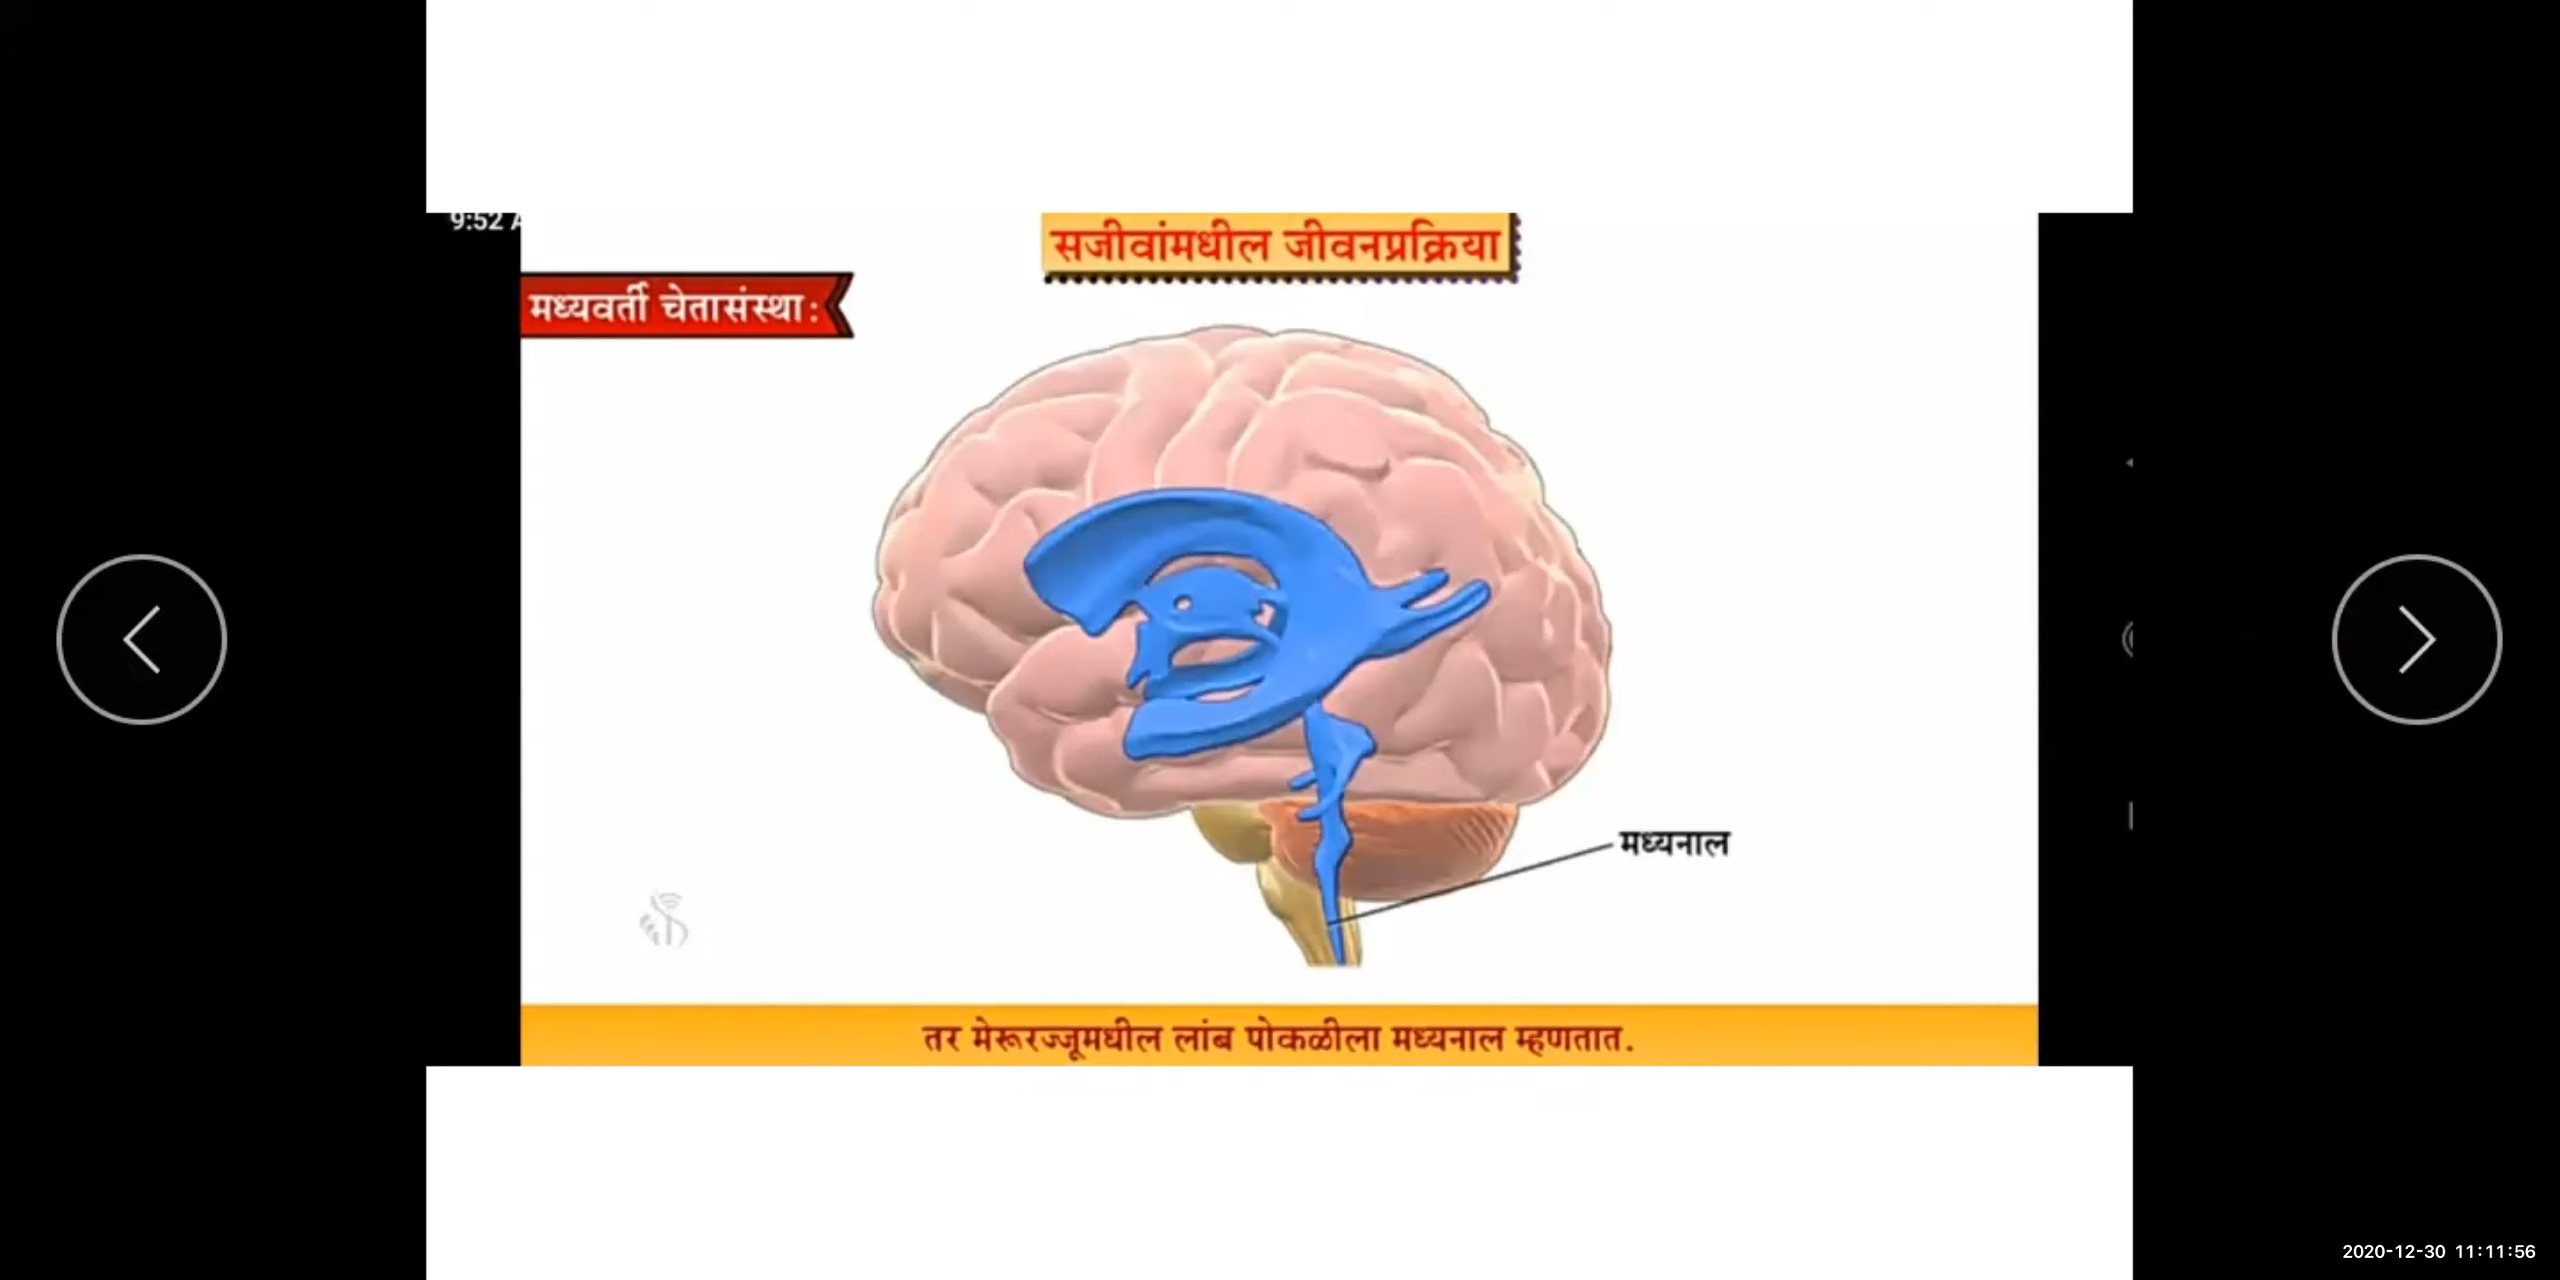 9:52 A
सजीवांमधील जीवनप्रक्रिया
मध्यवर्ती चेतासंस्था:
मध्यनाल
तर मेरूरज्जूमधील लांब पोकळीला मध्यनाल म्हणतात.
2020-12-30 11:11:56